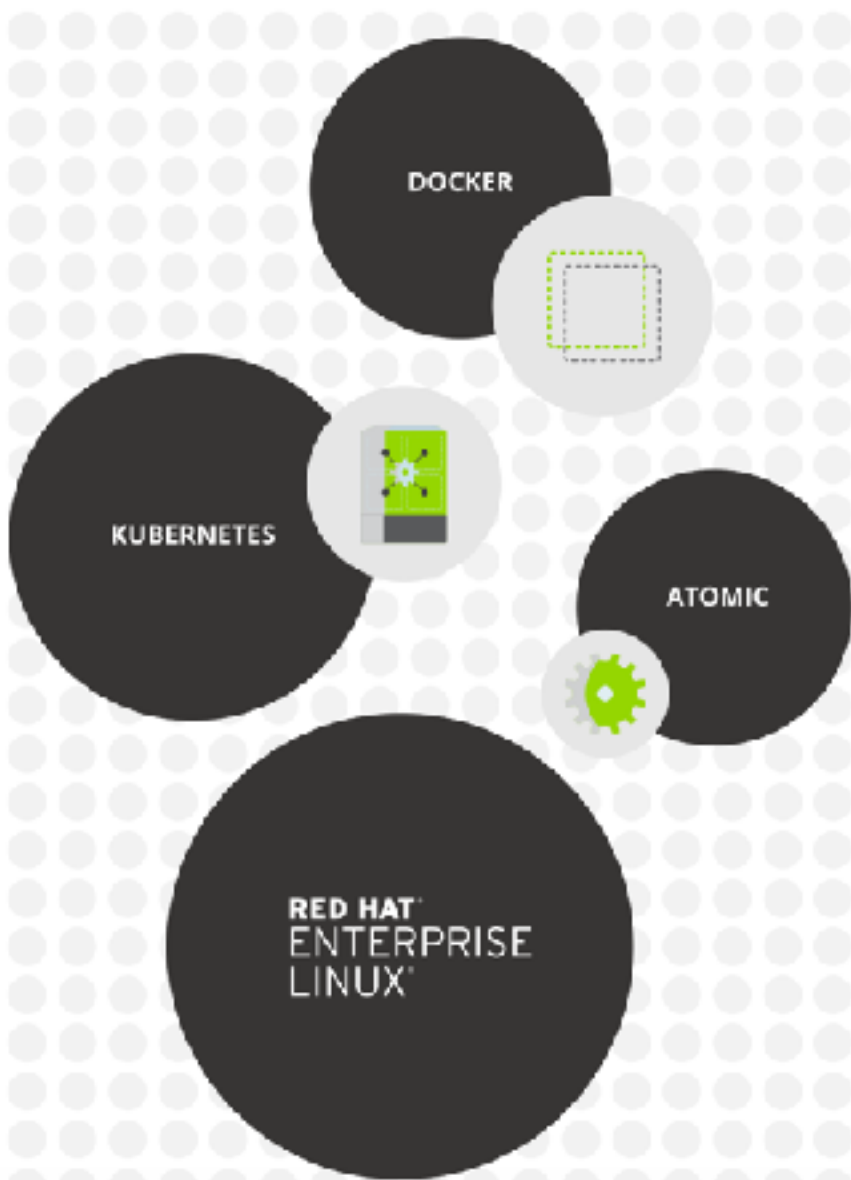 DOCKER
KUBERNETES
ATOMIC
RED HAT®
ENTERPRISE
LINUX®